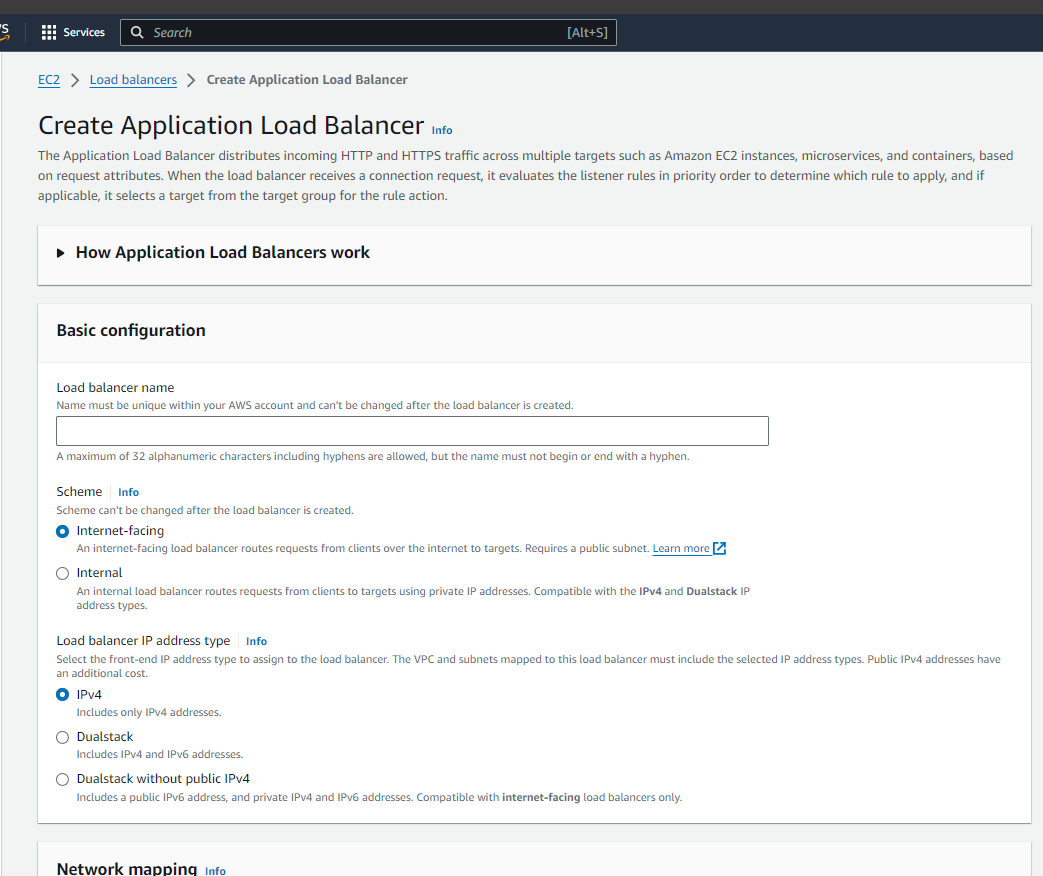 Services
Search [Alt+S]
EC2 > Load balancers > Create Application Load Balancer
Create Application Load Balancer Info
The Application Load Balancer distributes incoming HTTP and HTTPS traffic across multiple targets such as Amazon EC2 instances, microservices, and containers, based
on request attributes. When the load balancer receives a connection request, it evaluates the listener rules in priority order to determine which rule to apply, and if
applicable, it selects a target from the target group for the rule action.
How Application Load Balancers work
Basic configuration
Load balancer name
Name must be unique within your AWS account and can't be changed after the load balancer is created.
A maximum of 32 alphanumeric characters including hyphens are allowed, but the name must not begin or end with a hyphen.
Scheme Info
Scheme can't be changed after the load balancer is created.
Internet-facing
An internet-facing load balancer routes requests from clients over the internet to targets. Requires a public subnet. Learn more
Internal
An internal load balancer routes requests from clients to targets using private IP addresses. Compatible with the IPv4 and Dualstack IP
address types.
Load balancer IP address type Info
Select the front-end IP address type to assign to the load balancer. The VPC and subnets mapped to this load balancer must include the selected IP address types. Public IPv4 addresses have
an additional cost.
IPv4
Includes only IPv4 addresses.
Dualstack
Includes IPv4 and IPv6 addresses.
Dualstack without public IPv4
Includes a public IPv6 address, and private IPv4 and IPv6 addresses. Compatible with internet-facing load balancers only.
Network mapping Info